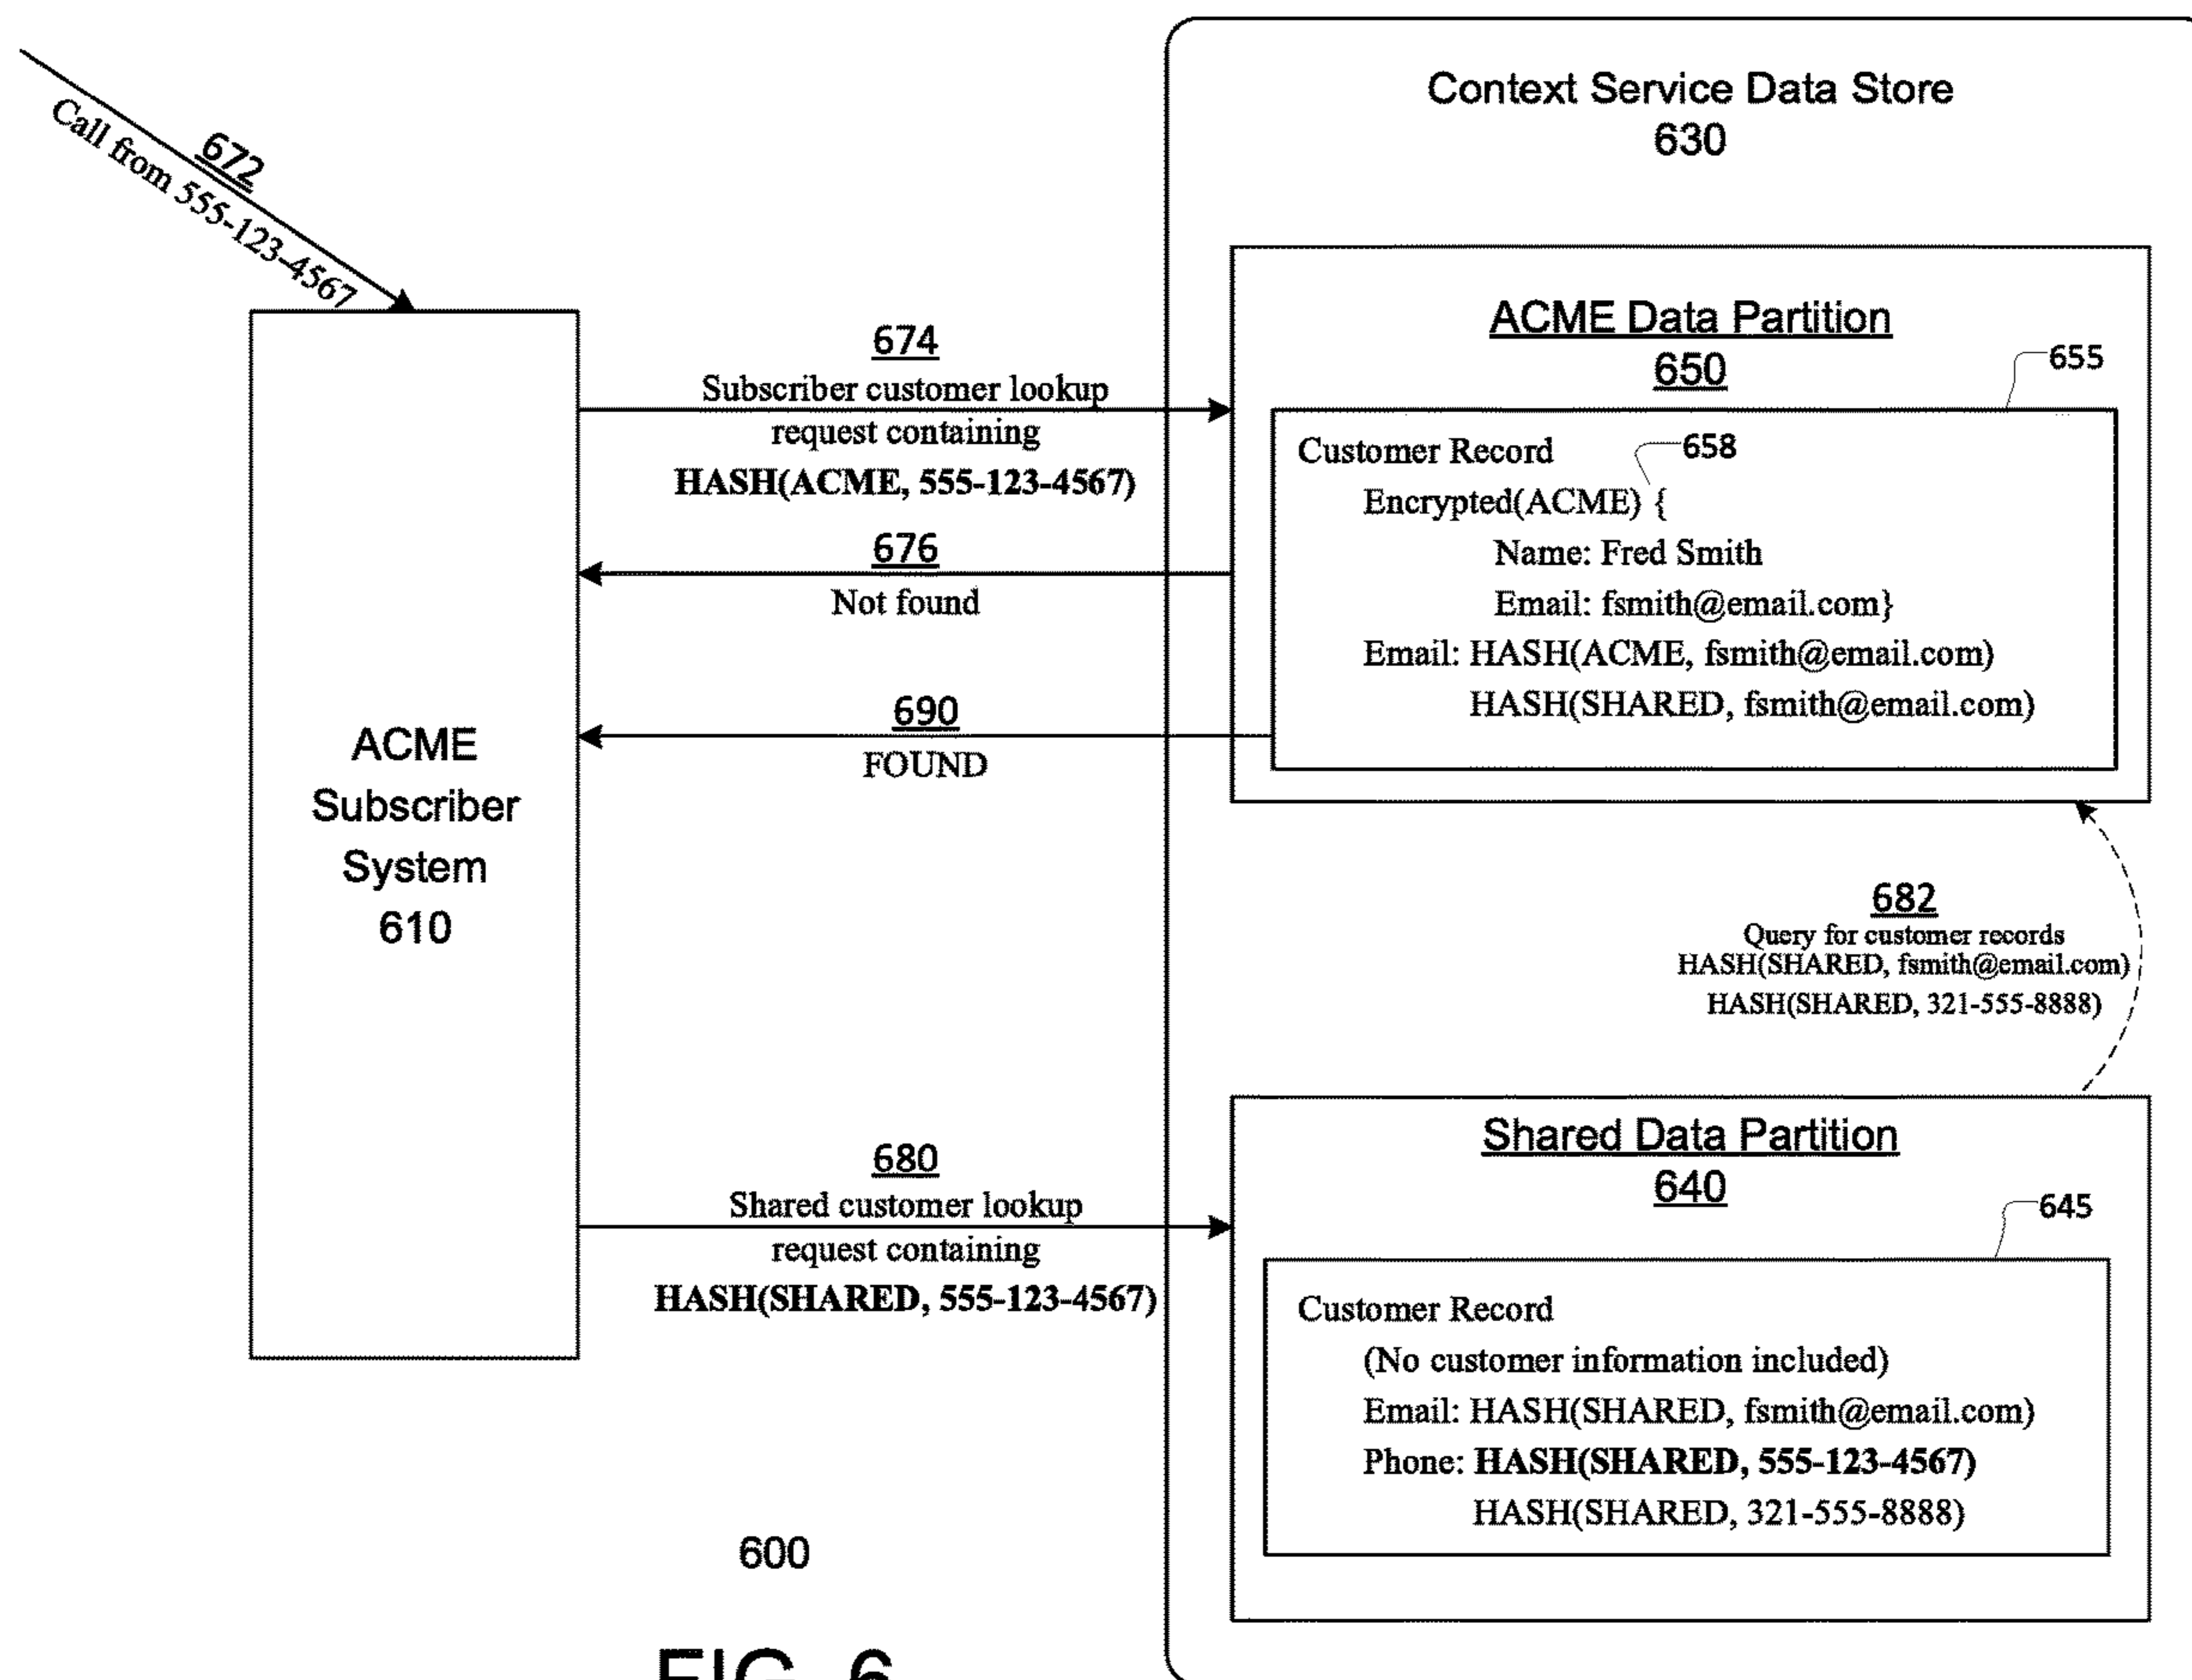 Context Service Data Store
630
672
Call from 555-123-4567
ACME Data Partition
650
655
674
Subscriber customer lookup
request containing
HASH(ACME, 555-123-4567)
Customer Record
658
Encrypted(ACME) {
Name: Fred Smith
Email: fsmith@email.com}
Email: HASH(ACME, fsmith@email.com)
HASH(SHARED, fsmith@email.com)
676
Not found
690
FOUND
ACME
Subscriber
System
610
682
Query for customer records
HASH(SHARED, fsmith@email.com)
HASH(SHARED, 321-555-8888)
680
Shared customer lookup
request containing
HASH(SHARED, 555-123-4567)
Shared Data Partition
640
645
Customer Record
(No customer information included)
Email: HASH(SHARED, fsmith@email.com)
Phone: HASH(SHARED, 555-123-4567)
HASH(SHARED, 321-555-8888)
600
FIG. 6